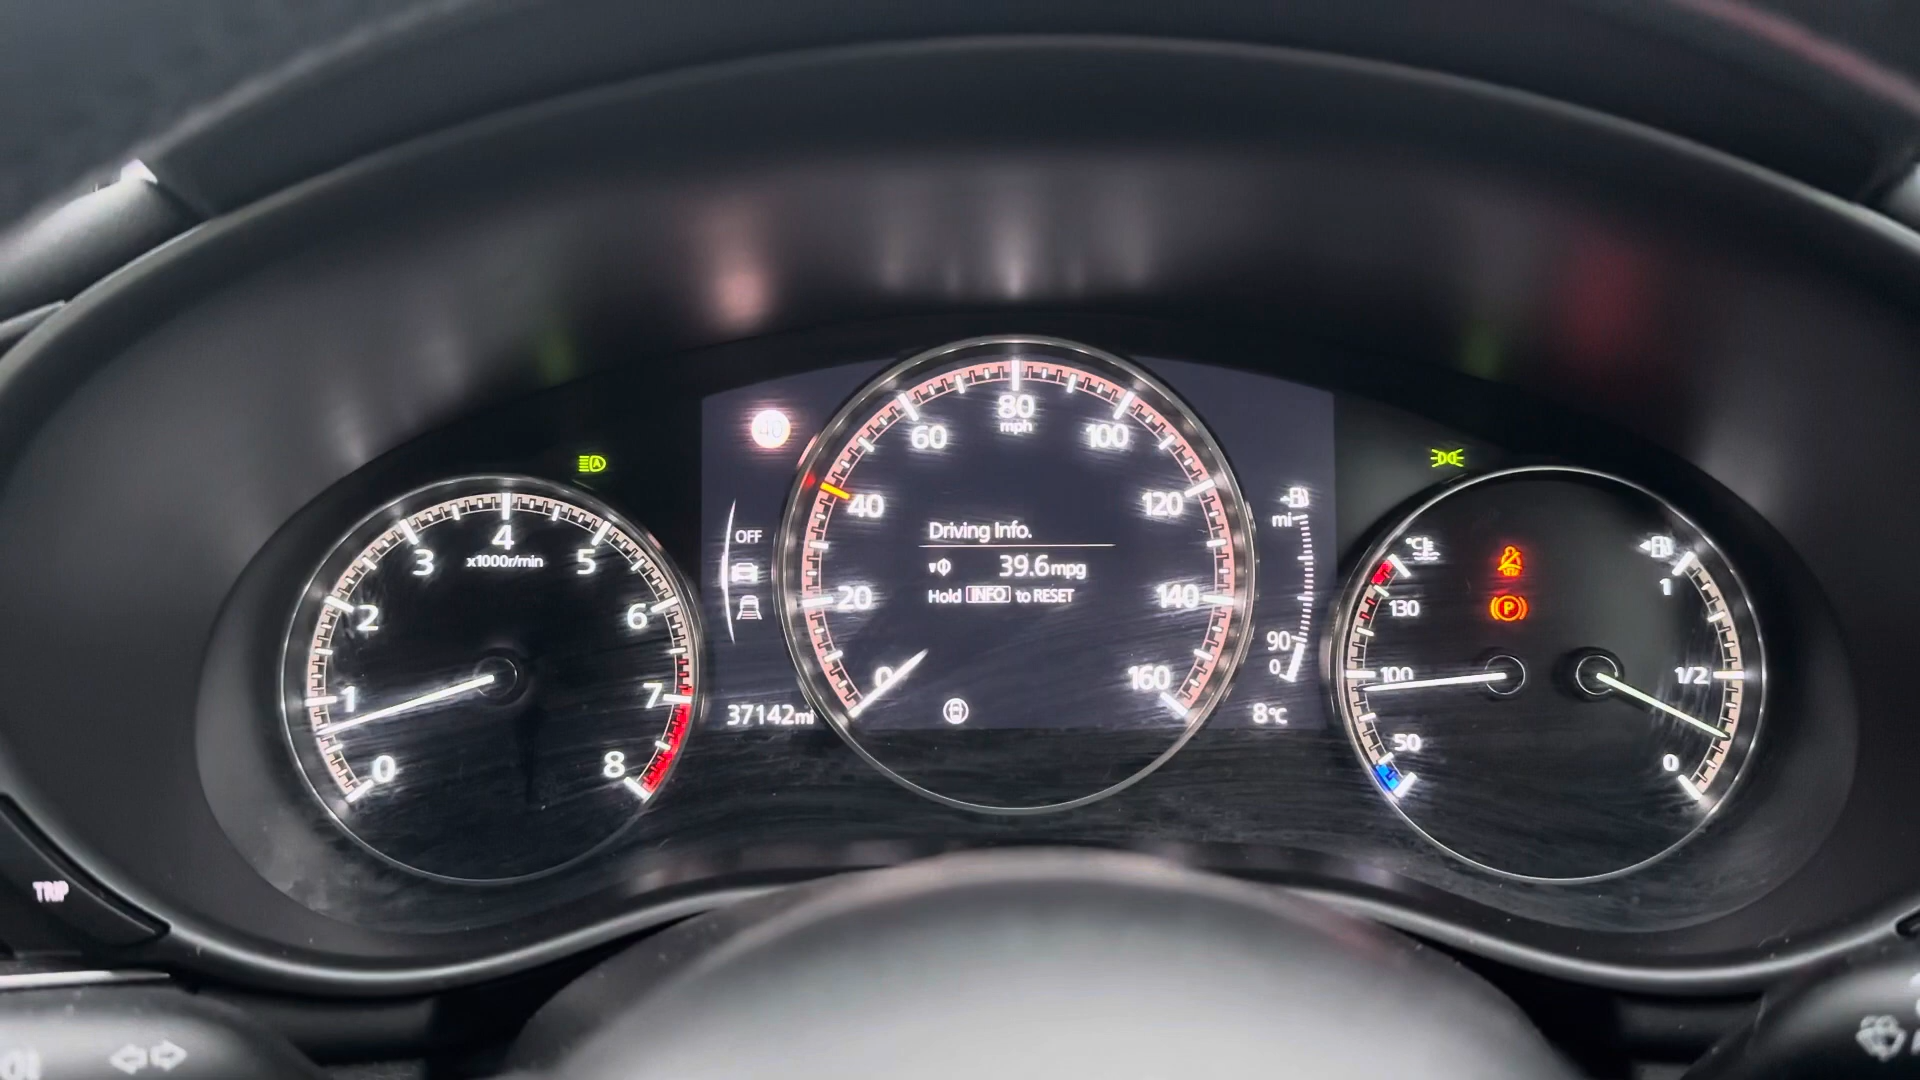 80
mph
60
100
40
120
20
140
0
160
Driving Info.
39.6mpg
Hold INFO to RESET
40
OFF
37142mi
mi
90
0
8°C
4
x1000r/min
3
5
2
6
1
7
0
8
°C
130
100
50
P
1
1/2
0
A
TRIP